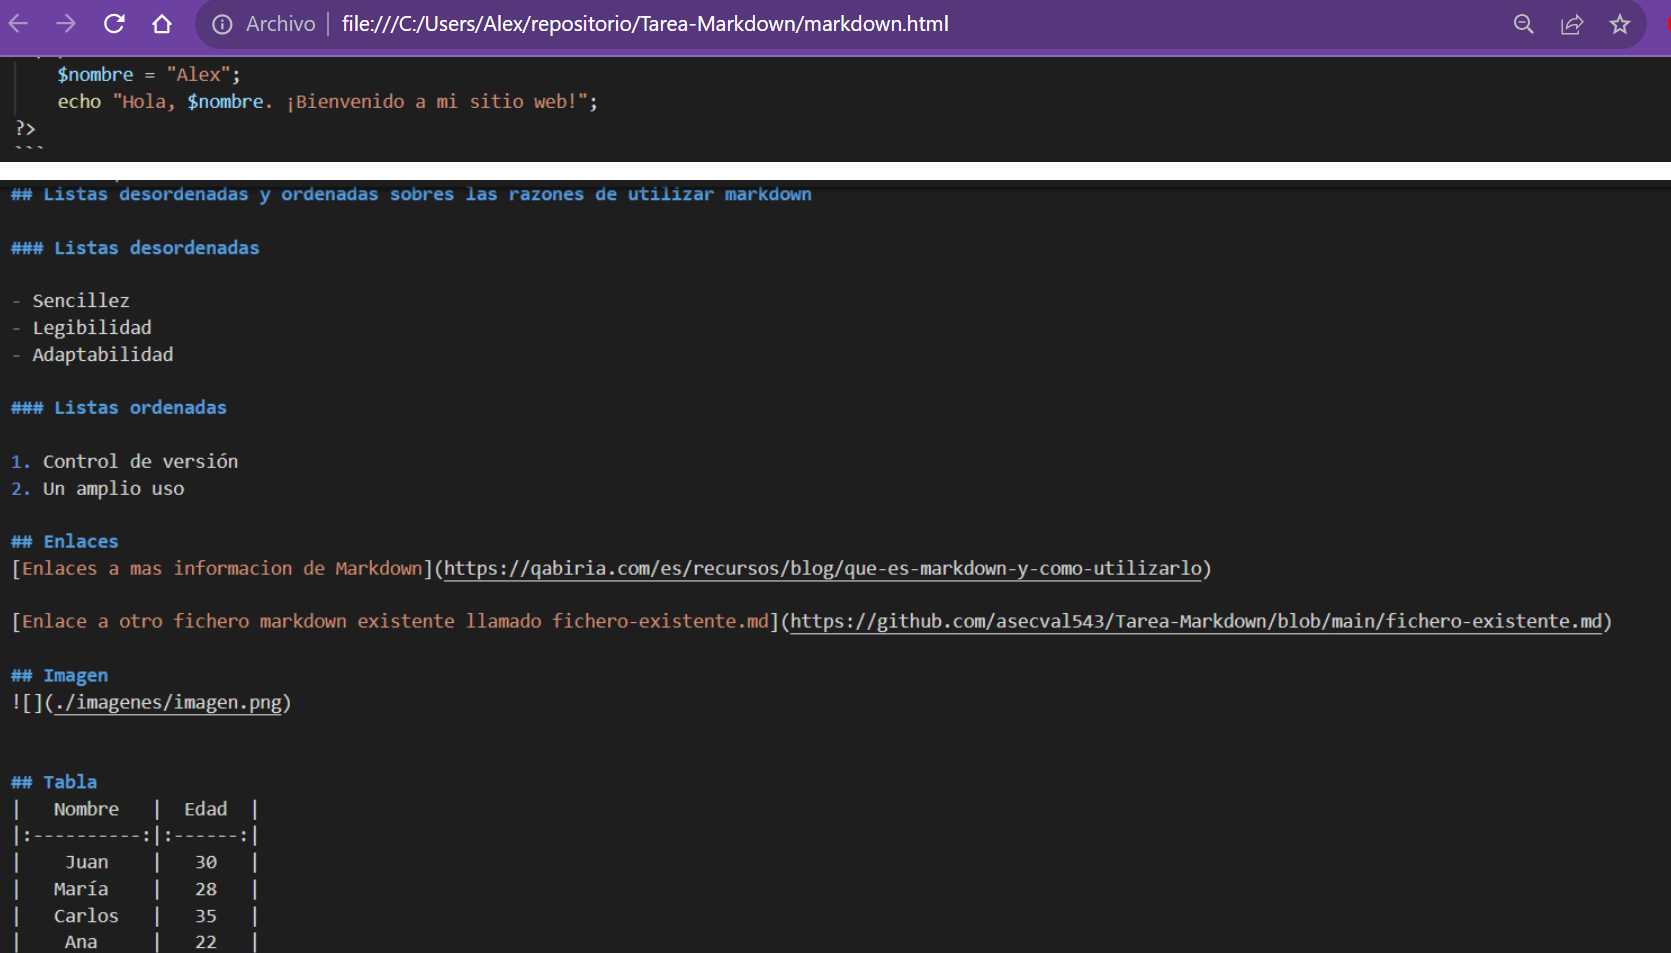 Archivo | file:///C:/Users/Alex/repositorio/Tarea-Markdown/markdown.html
$nombre = "Alex";
echo "Hola, $nombre. ¡Bienvenido a mi sitio web!";
?>
```
## Listas desordenadas y ordenadas sobres las razones de utilizar markdown
### Listas desordenadas
- Sencillez
- Legibilidad
- Adaptabilidad
### Listas ordenadas
1. Control de versión
2. Un amplio uso
## Enlaces
[Enlaces a mas informacion de Markdown](https://qabiria.com/es/recursos/blog/que-es-markdown-y-como-utilizarlo)
[Enlace a otro fichero markdown existente llamado fichero-existente.md](https://github.com/asecval543/Tarea-Markdown/blob/main/fichero-existente.md)
## Imagen
![](./imagenes/imagen.png)
## Tabla
|   Nombre   |  Edad  |
|:----------:|:------:|
|    Juan    |   30   |
|   María    |   28   |
|   Carlos   |   35   |
|    Ana     |   22   |